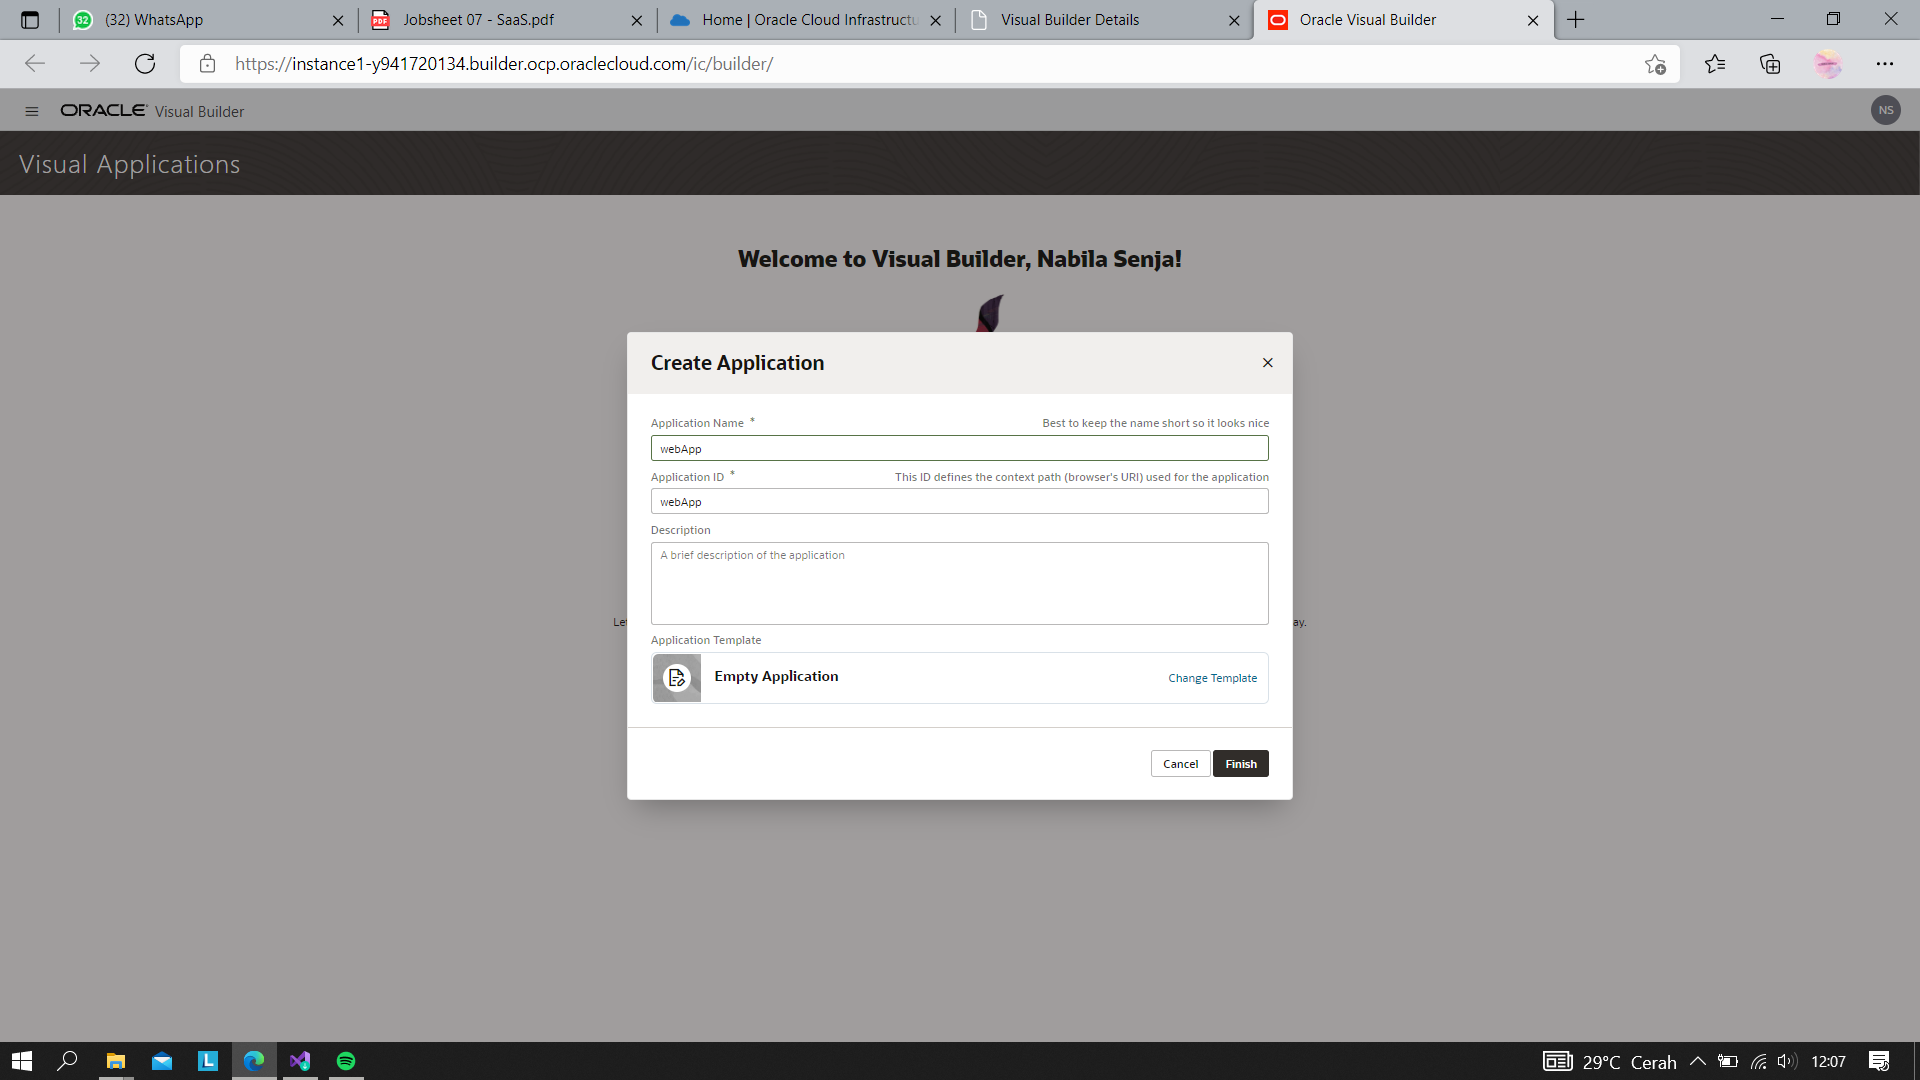 32 (32) WhatsApp
PDF Jobsheet 07 - SaaS.pdf
Home | Oracle Cloud Infrastructu
Visual Builder Details
Oracle Visual Builder
https://instance1-y941720134.builder.ocp.oraclecloud.com/ic/builder/
ORACLE Visual Builder
NS
Visual Applications
Welcome to Visual Builder, Nabila Senja!
Create Application
Application Name *
Best to keep the name short so it looks nice
webApp
Application ID *
This ID defines the context path (browser's URI) used for the application
webApp
Description
A brief description of the application
Let
ay.
Application Template
Empty Application
Change Template
Cancel
Finish
L
29°C Cerah
12:07